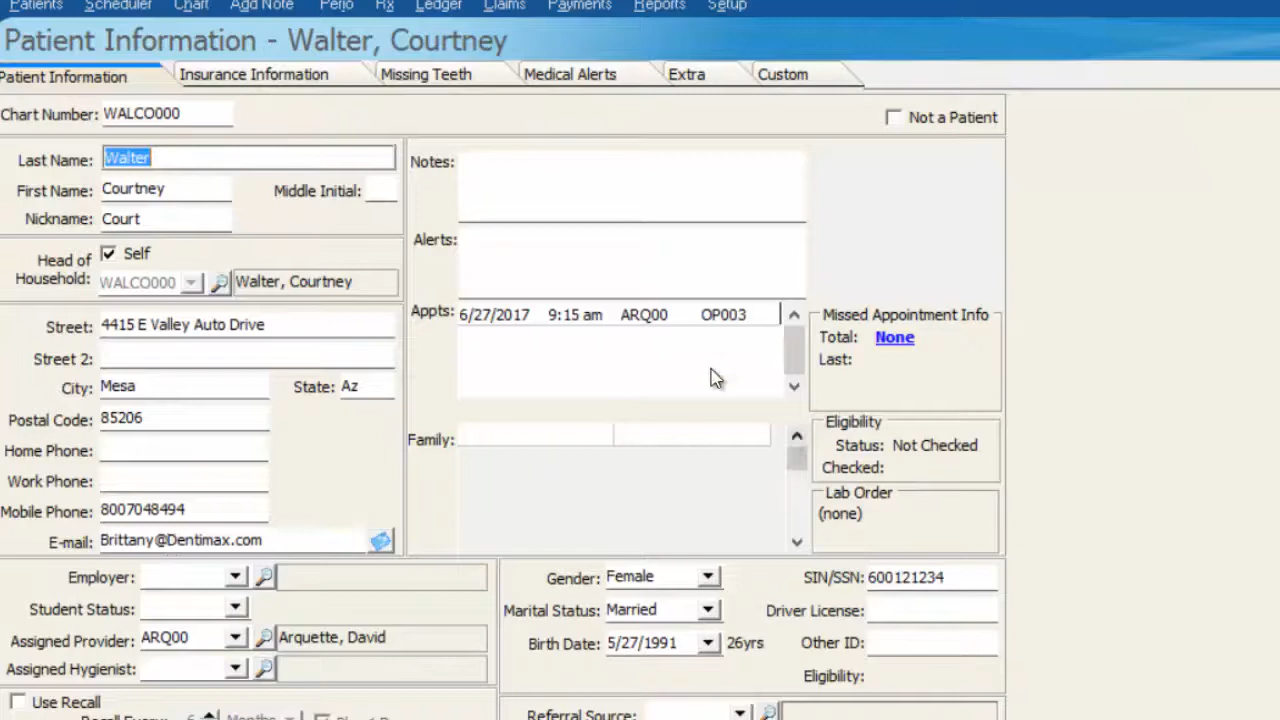 Patients Scheduler Chart Add Note Perio Rx Ledger Claims Payments Reports Setup
Patient Information - Walter, Courtney
Patient Information Insurance Information Missing Teeth Medical Alerts Extra Custom
Chart Number: WALCO000
Not a Patient
Last Name: Walter
First Name: Courtney Middle Initial:
Nickname: Court
Head of Household: Self
WALCO000 Walter, Courtney
Street: 4415 E Valley Auto Drive
Street 2:
City: Mesa State: Az
Postal Code: 85206
Home Phone:
Work Phone:
Mobile Phone: 8007048494
E-mail: Brittany@Dentimax.com
Notes:
Alerts:
Appts: 6/27/2017 9:15 am ARQ00 OP003
Family:
Missed Appointment Info
Total: None
Last:
Eligibility
Status: Not Checked
Checked:
Lab Order
(none)
Employer:
Student Status:
Assigned Provider: ARQ00 Arquette, David
Assigned Hygienist:
Use Recall
Recall Every: 6 Months
Gender: Female
Marital Status: Married
Birth Date: 5/27/1991 26yrs
SIN/SSN: 600121234
Driver License:
Other ID:
Eligibility:
Referral Source: